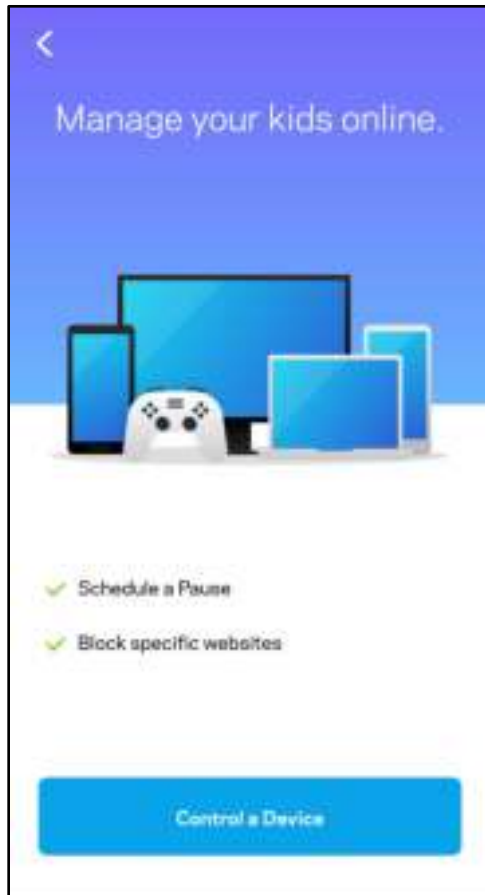 Manage your kids online.
Schedule a Pause
Block specific websites
Control a Device